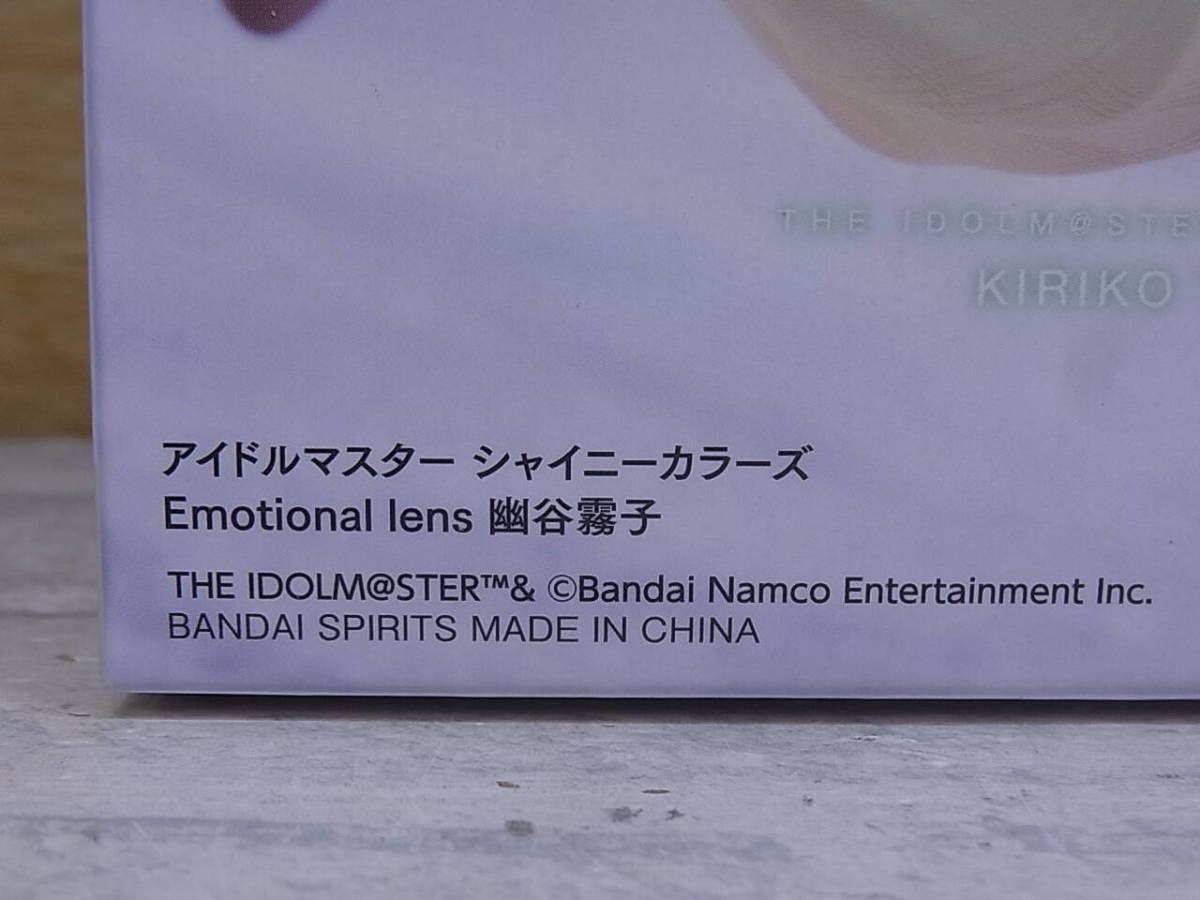 THE IDOLM@STE
KIRIKO
アイドルマスター シャイニーカラーズ
Emotional lens 幽谷霧子
THE IDOLM@STER™& ©Bandai Namco Entertainment Inc.
BANDAI SPIRITS MADE IN CHINA